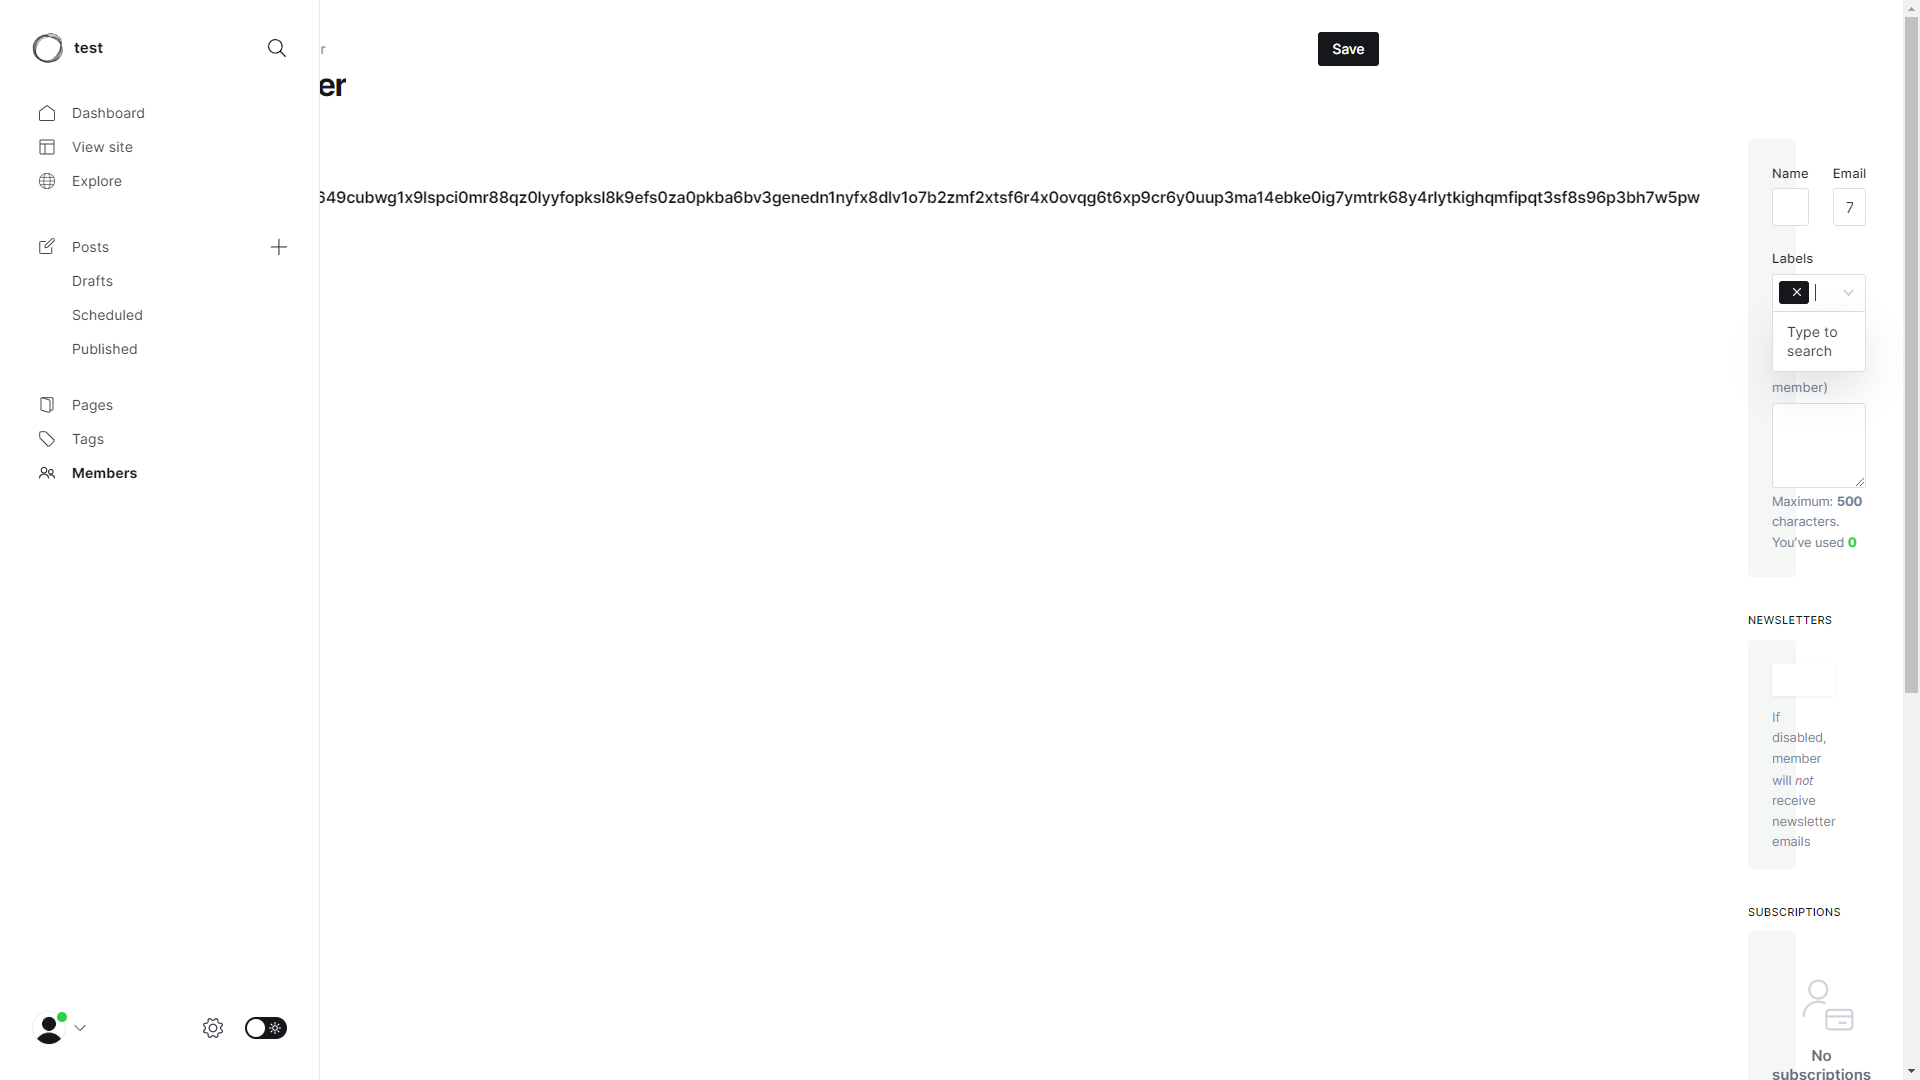 test
Dashboard
View site
Explore
Posts
Drafts
Scheduled
Published
Pages
Tags
Members
r
er
Save
649cubwg1x9lspci0mr88qz0lyyfopksl8k9efs0za0pkba6bv3genedn1nyfx8dlv1o7b2zmf2xtsf6r4x0ovqg6t6xp9cr6y0uup3ma14ebke0ig7ymtrk68y4rlytkighqmfipqt3sf8s96p3bh7w5pw
Name
Email
7
Labels
Type to
search
member)
Maximum: 500
characters.
You've used 0
NEWSLETTERS
If
disabled,
member
will not
receive
newsletter
emails
SUBSCRIPTIONS
No
subscriptions